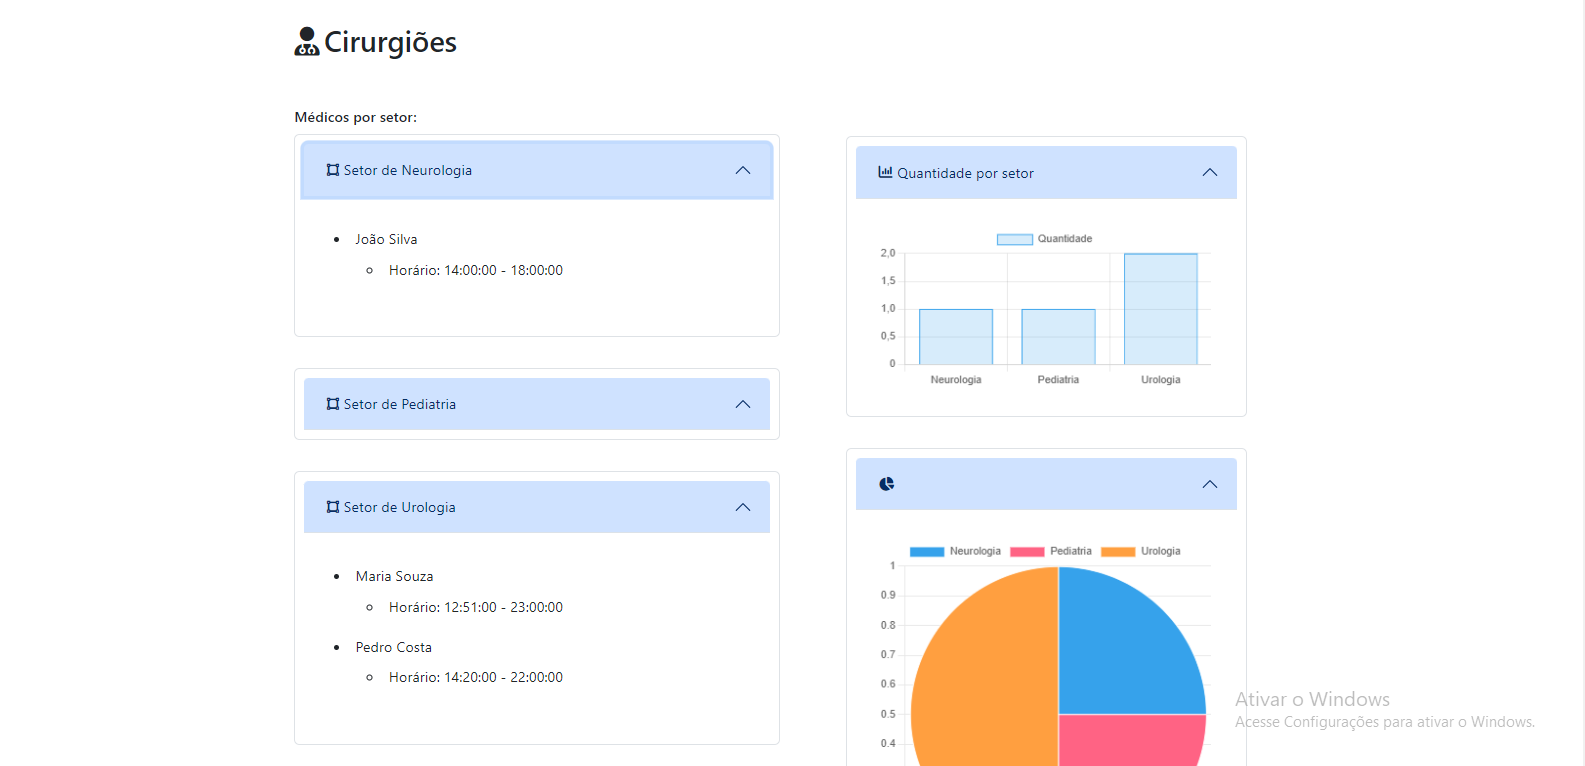 Cirurgiões
Médicos por setor:
Setor de Neurologia
João Silva
Horário: 14:00:00 - 18:00:00
Setor de Pediatria
Setor de Urologia
Maria Souza
Horário: 12:51:00 - 23:00:00
Pedro Costa
Horário: 14:20:00 - 22:00:00
Quantidade por setor
Quantidade
2,0
1,5
1,0
0,5
0
Neurologia Pediatria Urologia
Neurologia Pediatria Urologia
1
0.9
0.8
0.7
0.6
0.5
0.4
Ativar o Windows
Acesse Configurações para ativar o Windows.